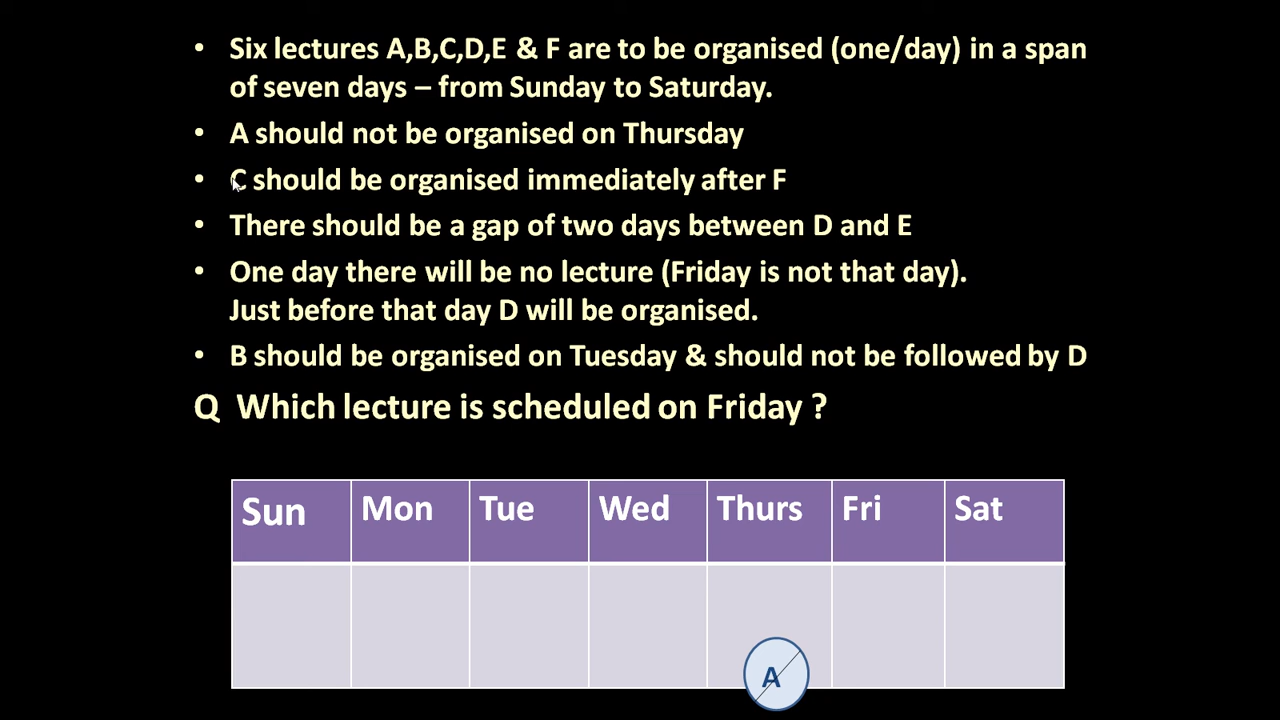 • Six lectures A,B,C,D,E & F are to be organised (one/day) in a span
of seven days – from Sunday to Saturday.
• A should not be organised on Thursday
• C should be organised immediately after F
• There should be a gap of two days between D and E
• One day there will be no lecture (Friday is not that day).
Just before that day D will be organised.
• B should be organised on Tuesday & should not be followed by D
Q Which lecture is scheduled on Friday ?
Sun Mon Tue Wed Thurs Fri Sat
A